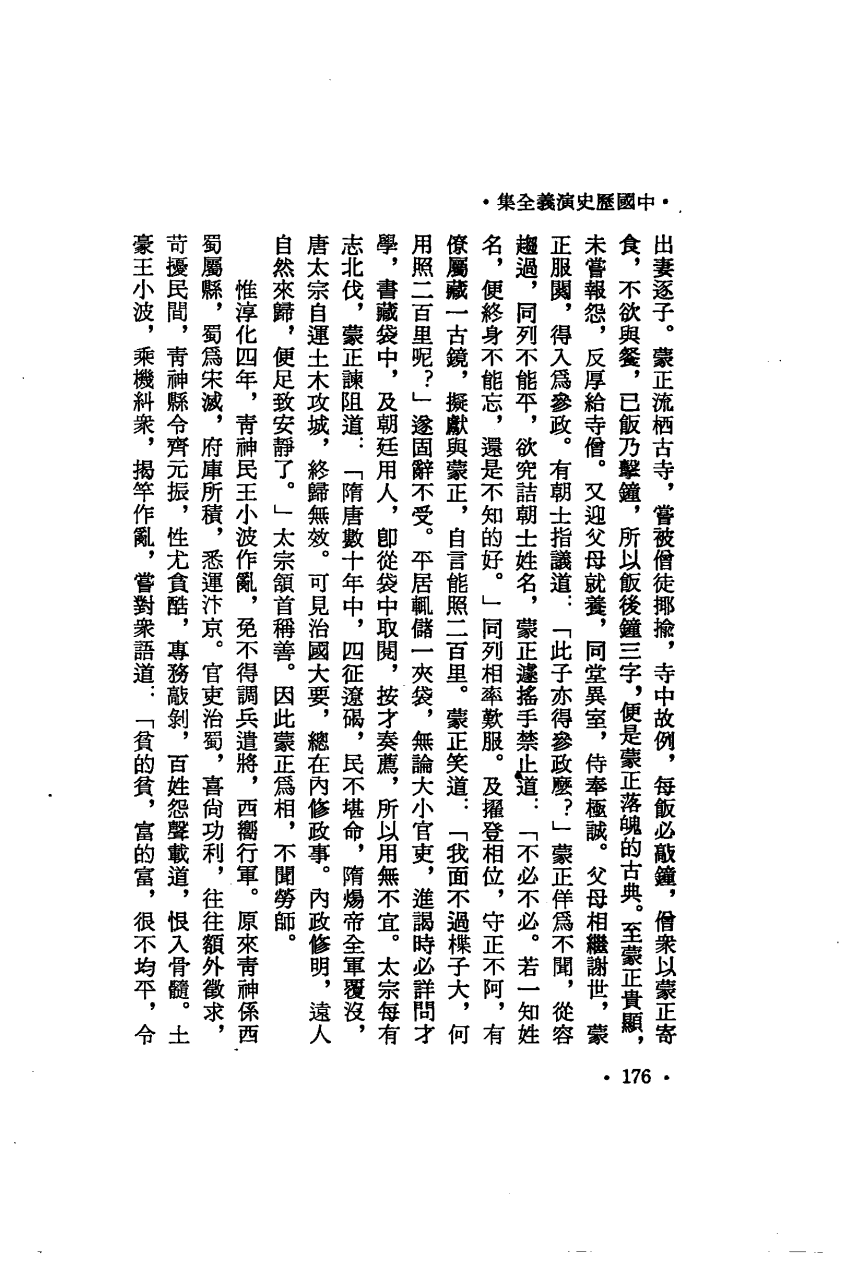 •中國歷史演義全集•
出妻逐子。蒙正流栖古寺，嘗被僧徒揶揄，寺中故例，每飯必敲鐘，僧衆以蒙正寄
食，不欲與餐，已飯乃擊鐘，所以飯後鐘三字，便是蒙正落魄的古典。至蒙正貴顯，
未嘗報怨，反厚給寺僧。又迎父母就養，同堂異室，侍奉極誠。父母相繼謝世，蒙
正服闋，得入爲參政。有朝士指議道：「此子亦得參政麼？」蒙正佯爲不聞，從容
趨過，同列不能平，欲究詰朝士姓名，蒙正遽搖手禁止道：「不必不必。若一知姓
名，便終身不能忘，還是不知的好。」同列相率歎服。及擢登相位，守正不阿，有
僚屬藏一古鏡，擬獻與蒙正，自言能照二百里。蒙正笑道：「我面不過楪子大，何
用照二百里呢？」遂固辭不受。平居輒儲一夾袋，無論大小官吏，進謁時必詳問才
學，書藏袋中，及朝廷用人，卽從袋中取閱，按才奏薦，所以用無不宜。太宗每有
志北伐，蒙正諫阻道：「隋唐數十年中，四征遼碣，民不堪命，隋煬帝全軍覆沒，
唐太宗自運土木攻城，終歸無效。可見治國大要，總在內修政事。內政修明，遠人
自然來歸，便足致安靜了。」太宗頷首稱善。因此蒙正爲相，不聞勞師。
惟淳化四年，靑神民王小波作亂，免不得調兵遣將，西嚮行軍。原來靑神係西
蜀屬縣，蜀爲宋滅，府庫所積，悉運汴京。官吏治蜀，喜尙功利，往往額外徵求，
苛擾民間，靑神縣令齊元振，性尤貪酷，專務敲剝，百姓怨聲載道，恨入骨髓。土
豪王小波，乘機糾衆，揭竿作亂，嘗對衆語道：「貧的貧，富的富，很不均平，令
•176•